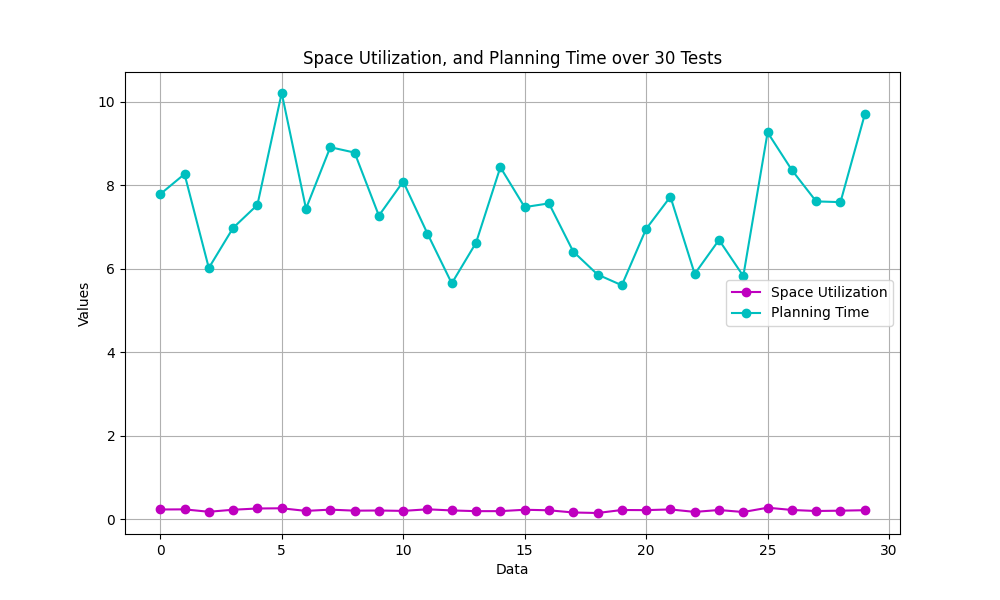 Space Utilization, and Planning Time over 30 Tests
10
8
6
4
2
0
Values
Space Utilization
Planning Time
0 5 10 15 20 25 30
Data